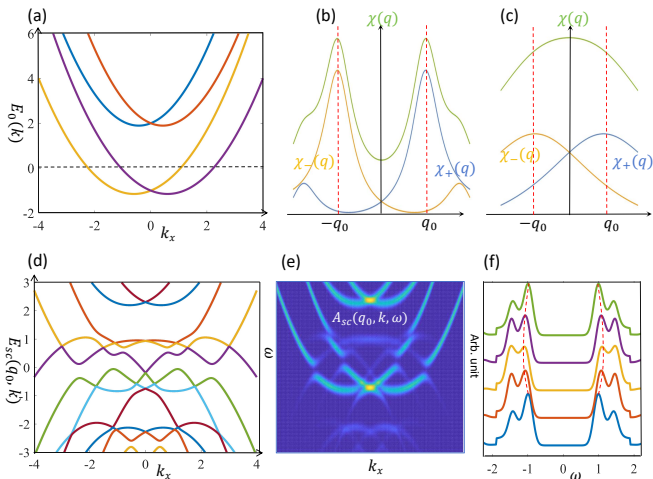 (a)
6
4
2
0
-2
E₀(k)
-4
-2
0
2
4
kₓ
(b)
χ(q)
χ₋(q)
χ₊(q)
−q₀
q₀
(c)
χ(q)
χ₋(q)
χ₊(q)
−q₀
q₀
(d)
3
2
1
0
-1
-2
-3
E_sc(q₀, k)
-4
-2
0
2
4
kₓ
(e)
A_sc(q₀, k, ω)
ω
kₓ
(f)
Arb. unit
-2
-1
0
1
2
ω